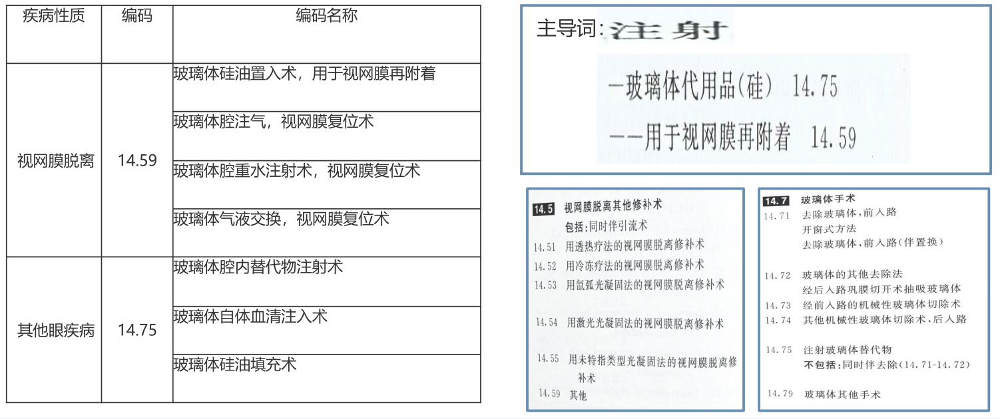 疾病性质 编码 编码名称
视网膜脱离 14.59
玻璃体硅油置入术，用于视网膜再附着
玻璃体腔注气，视网膜复位术
玻璃体腔重水注射术，视网膜复位术
玻璃体气液交换，视网膜复位术
其他眼疾病 14.75
玻璃体腔内替代物注射术
玻璃体自体血清注入术
玻璃体硅油填充术
主导词：注射
—玻璃体代用品(硅) 14.75
——用于视网膜再附着 14.59
14.5 视网膜脱离其他修补术
包括:同时伴引流术
14.51 用透热疗法的视网膜脱离修补术
14.52 用冷冻疗法的视网膜脱离修补术
14.53 用氙弧光凝固法的视网膜脱离修补术
14.54 用激光光凝固法的视网膜脱离修补术
14.55 用未特指类型光凝固法的视网膜脱离修
补术
14.59 其他
14.7 玻璃体手术
14.71 去除玻璃体,前入路
开窗式方法
去除玻璃体,前入路(伴置换)
14.72 玻璃体的其他去除法
经后入路巩膜切开术抽吸玻璃体
14.73 经前入路的机械性玻璃体切除术
14.74 其他机械性玻璃体切除术,后入路
14.75 注射玻璃体替代物
不包括:同时伴去除(14.71-14.72)
14.79 玻璃体其他手术